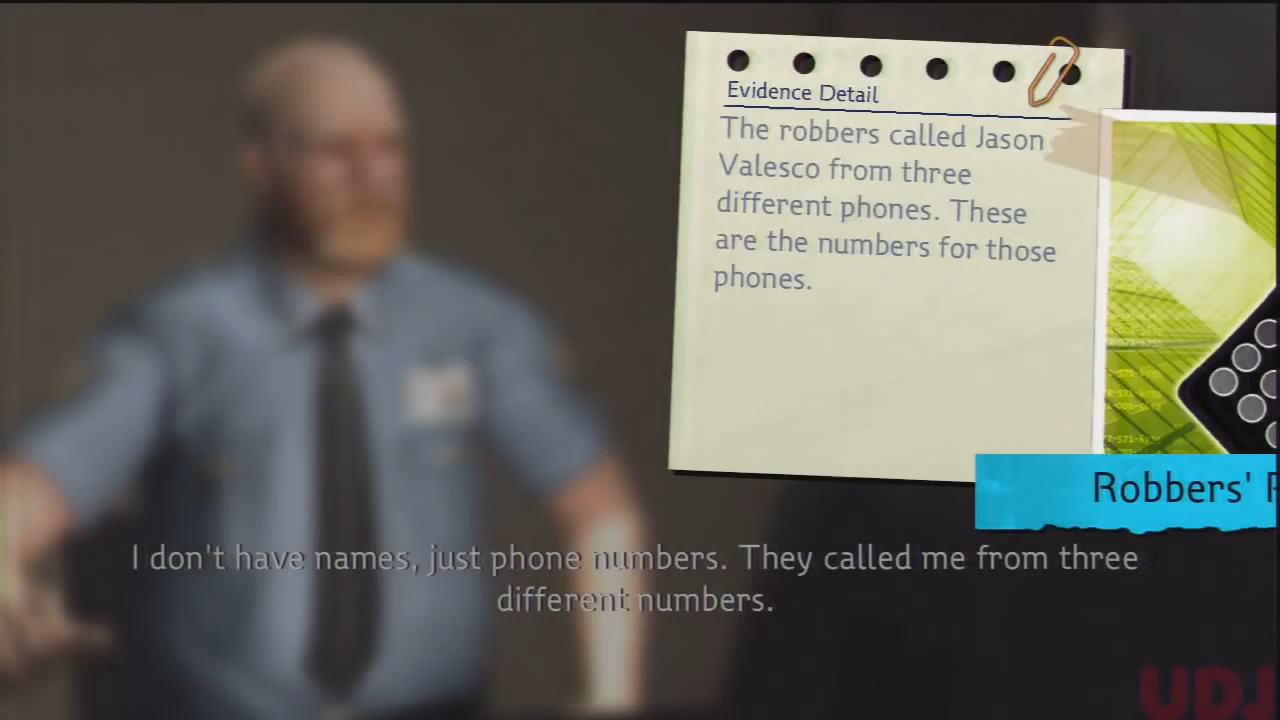 Evidence Detail
The robbers called Jason
Valesco from three
different phones. These
are the numbers for those
phones.
Robbers'
I don't have names, just phone numbers. They called me from three
different numbers.
UDJ